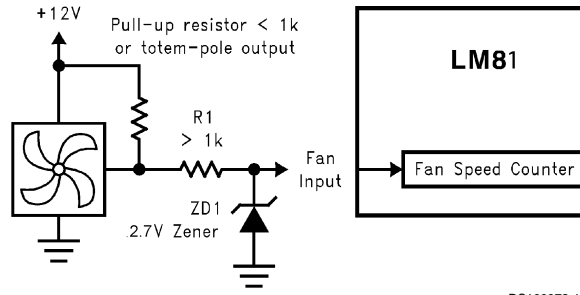 +12V
Pull-up resistor < 1k
or totem-pole output
LM81
R1
> 1k
Fan
Input
Fan Speed Counter
ZD1
2.7V Zener